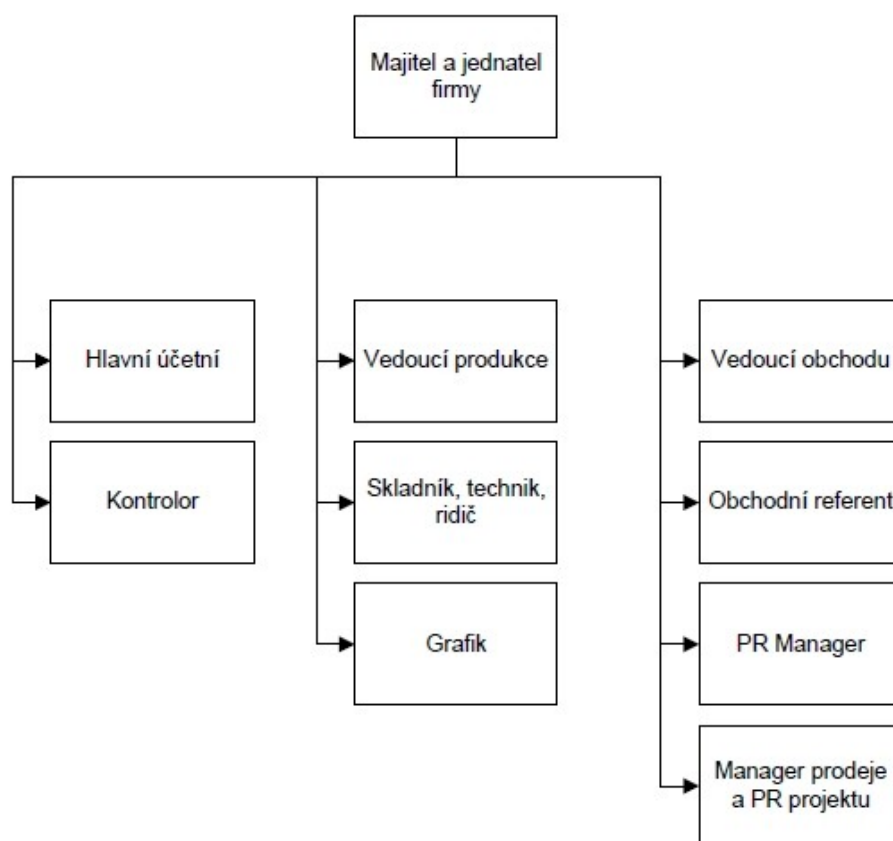 Majitel a jednatel
firmy
Hlavní účetní
Vedoucí produkce
Vedoucí obchodu
Kontrolor
Skladník, technik,
ridič
Obchodní referent
Grafik
PR Manager
Manager prodeje
a PR projektu